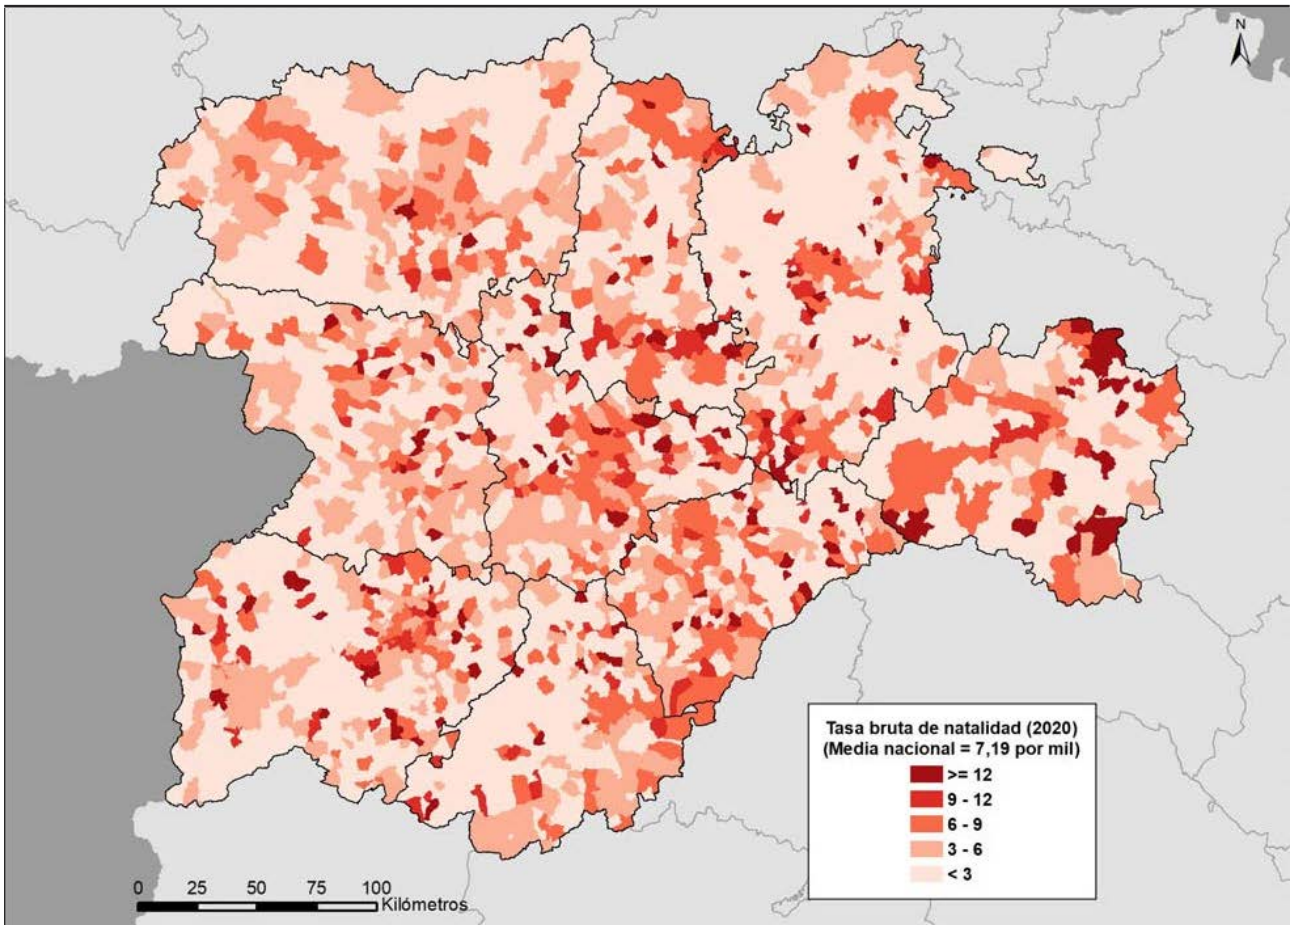 N
Tasa bruta de natalidad (2020)
(Media nacional = 7,19 por mil)
>= 12
9 - 12
6 - 9
3 - 6
< 3
0 25 50 75 100
Kilómetros